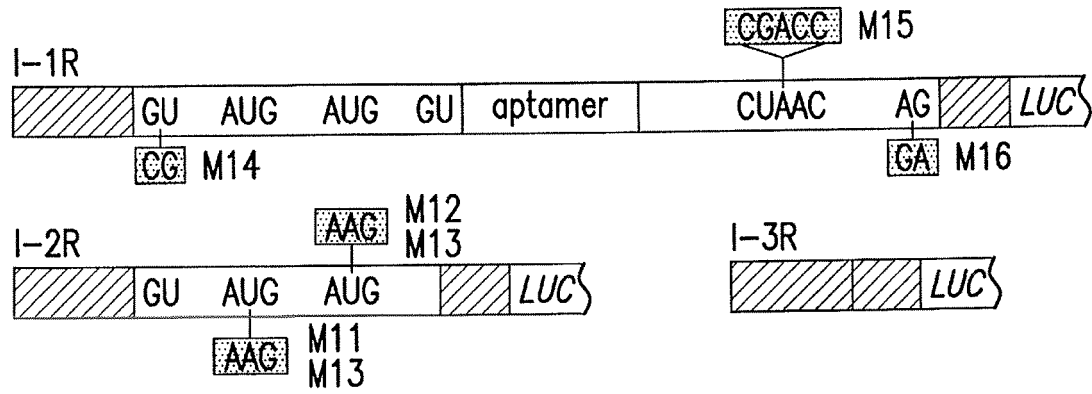 CGACC M15
I-1R
GU AUG AUG GU aptamer CUAAC AG LUC
CG M14
GA M16
AAG M12
M13
I-2R
GU AUG AUG LUC
AAG M11
M13
I-3R
LUC